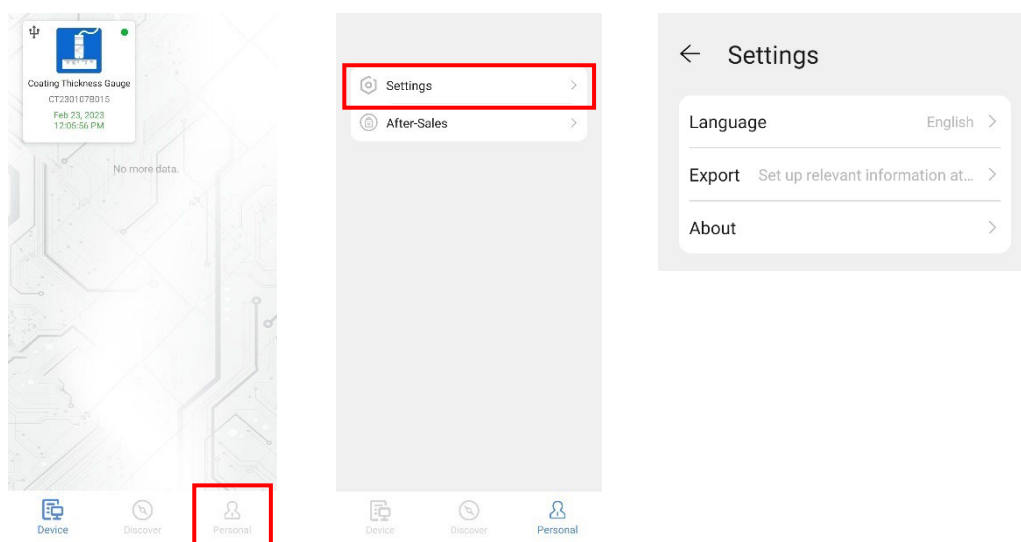 Coating Thickness Gauge
CT2301078015
Feb 23, 2023
12:05:56 PM
No more data.
Device
Discover
Personal
Settings
After-Sales
Device
Discover
Personal
Settings
Language English
Export Set up relevant information at...
About